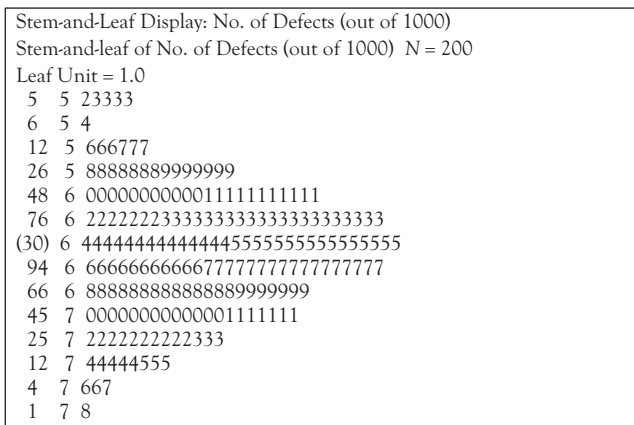 Stem-and-Leaf Display: No. of Defects (out of 1000)
Stem-and-leaf of No. of Defects (out of 1000) N = 200
Leaf Unit = 1.0
5 5 23333
6 5 4
12 5 666777
26 5 88888889999999
48 6 0000000000011111111111
76 6 2222222333333333333333333333
(30) 6 444444444444445555555555555555
94 6 6666666666677777777777777777
66 6 888888888888889999999
45 7 00000000000001111111
25 7 2222222222333
12 7 44444555
4 7 667
1 7 8